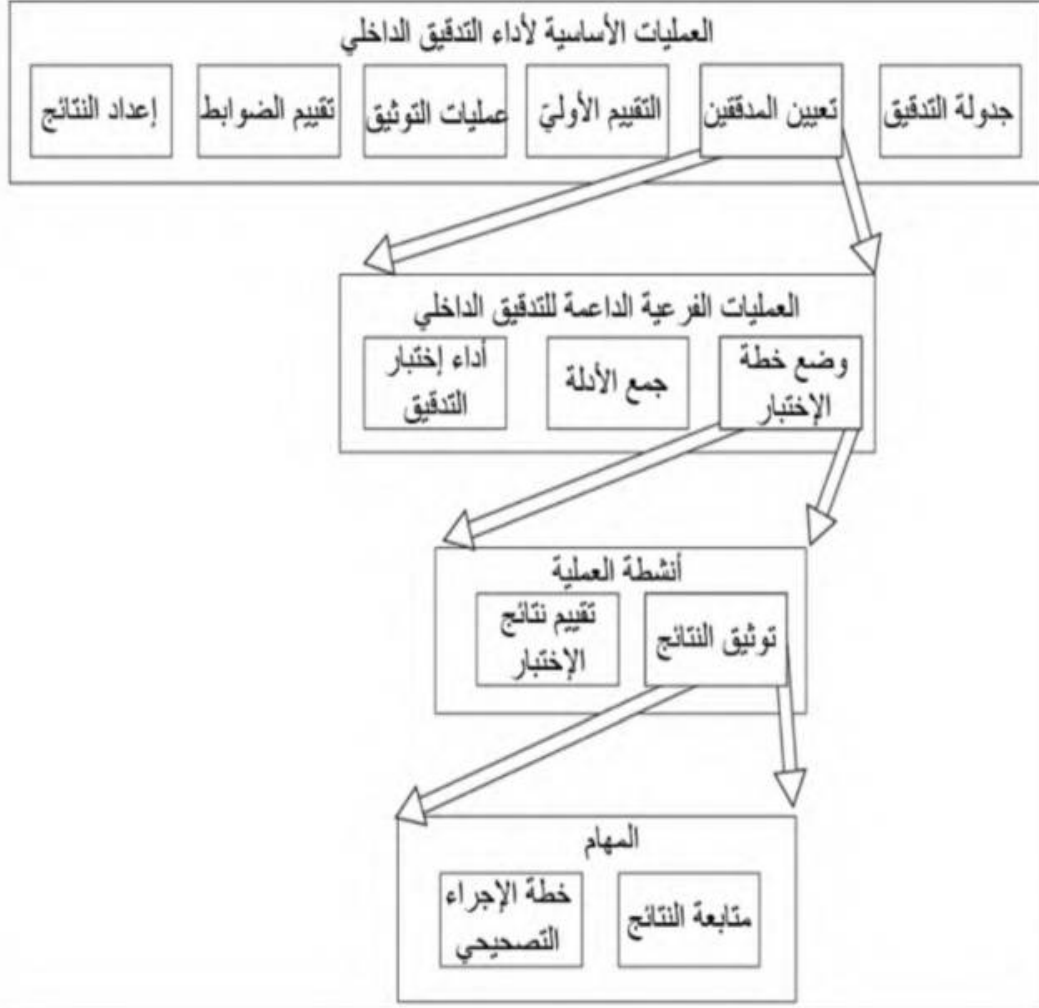 العمليات الأساسية لأداء التدقيق الداخلي
جدولة التدقيق
تعيين المدققين
التقييم الأوليّ
عمليات التوثيق
تقييم الضوابط
إعداد النتائج
العمليات الفرعية الداعمة للتدقيق الداخلي
وضع خطة
الإختبار
جمع الأدلة
أداء إختبار
التدقيق
أنشطة العملية
توثيق النتائج
تقييم نتائج
الإختبار
المهام
متابعة النتائج
خطة الإجراء
التصحيحي